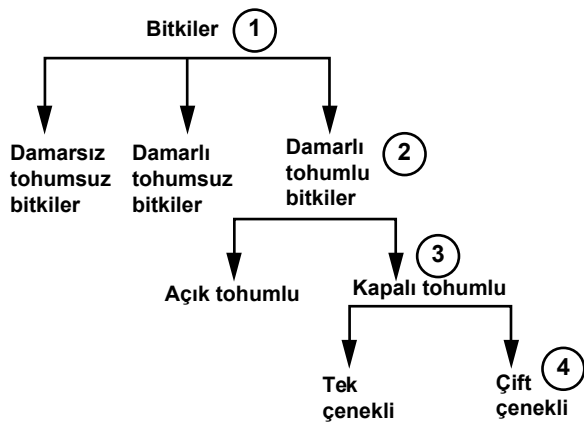 Bitkiler 1
Damarsız
tohumsuz
bitkiler
Damarlı
tohumsuz
bitkiler
Damarlı
tohumlu
bitkiler
2
Açık tohumlu
3
Kapalı tohumlu
Tek
çenekli
Çift
çenekli
4